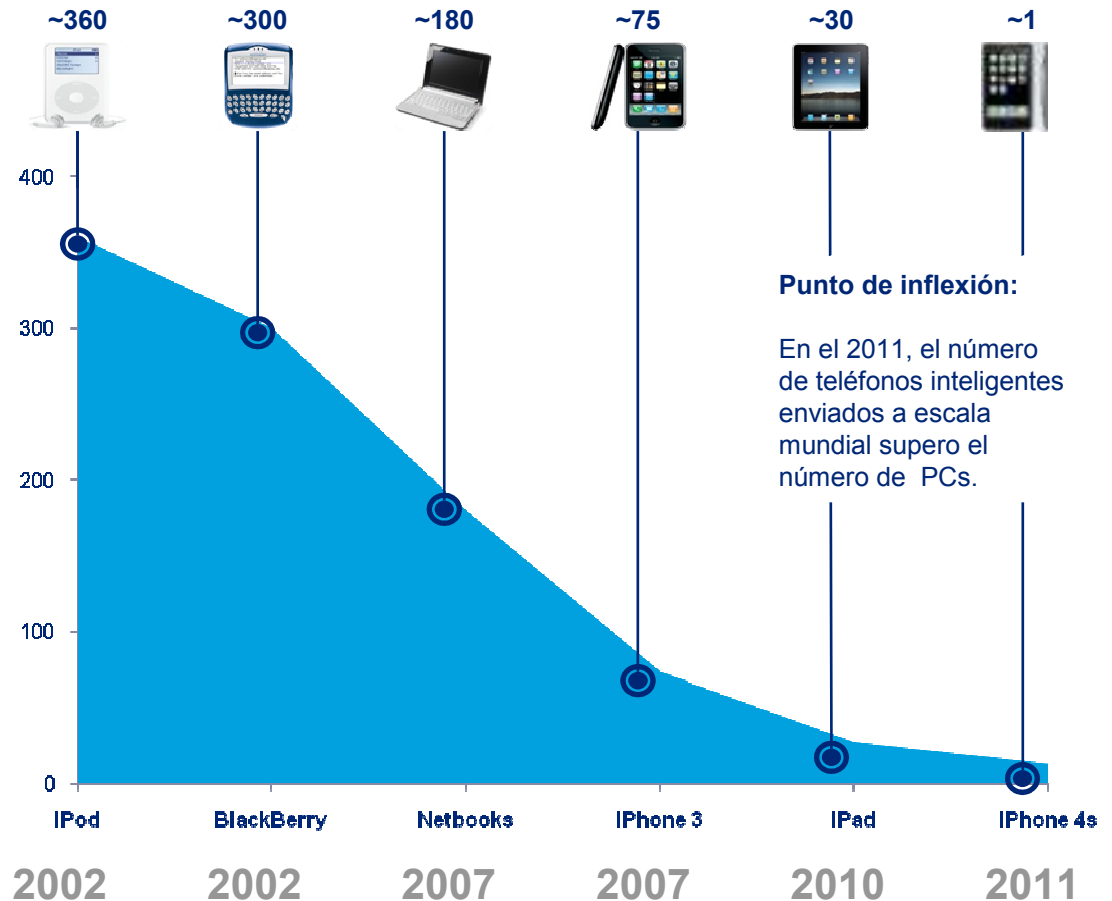 ~360 ~300 ~180 ~75 ~30 ~1
400
300
200
100
0
Punto de inflexión:
En el 2011, el número
de teléfonos inteligentes
enviados a escala
mundial supero el
número de PCs.
IPod BlackBerry Netbooks IPhone 3 IPad IPhone 4s
2002 2002 2007 2007 2010 2011